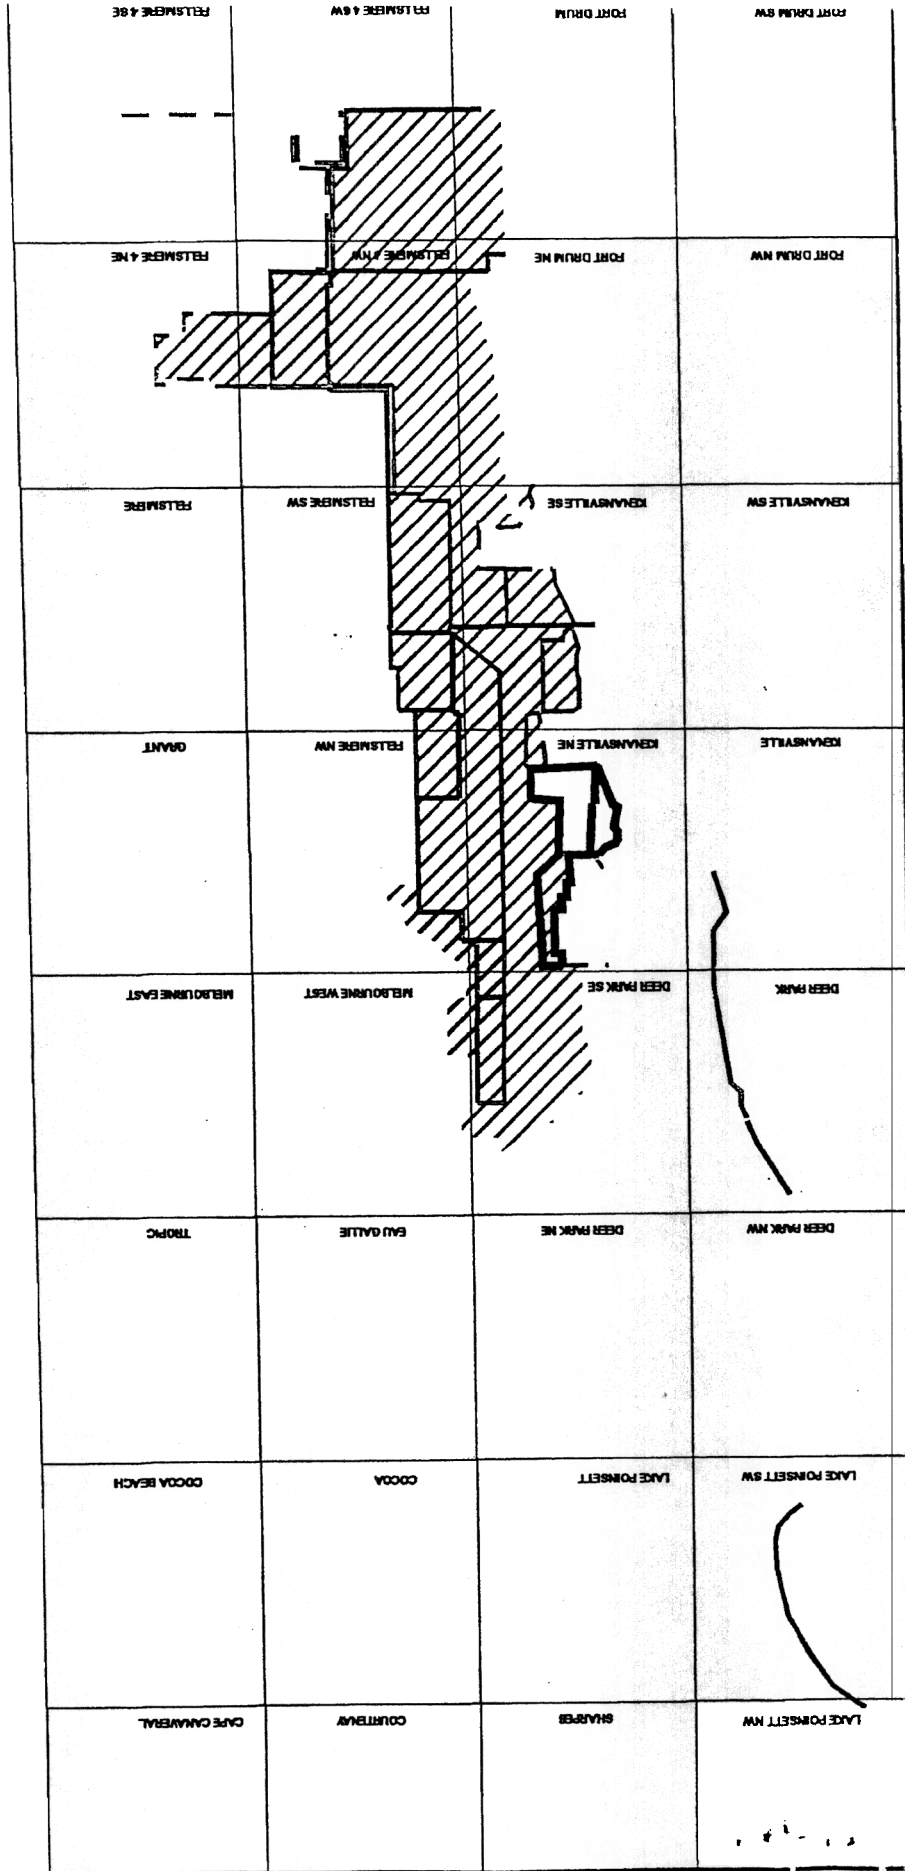 LAKE POINSETT NW
SHARPES
COURTENAY
CAPE CANAVERAL
LAKE POINSETT SW
LAKE POINSETT
COCOA
COCOA BEACH
DEER PARK NW
DEER PARK NE
EAU GALLIE
TROPIC
DEER PARK
DEER PARK SE
MELBOURNE WEST
MELBOURNE EAST
KENANSVILLE
KENANSVILLE NE
FELLSMERE NW
GRANT
KENANSVILLE SW
KENANSVILLE SE
FELLSMERE SW
FELLSMERE
FORT DRUM NW
FORT DRUM NE
FELLSMERE 4 NW
FELLSMERE 4 NE
FORT DRUM SW
FORT DRUM
FELLSMERE 4 SW
FELLSMERE 4 SE